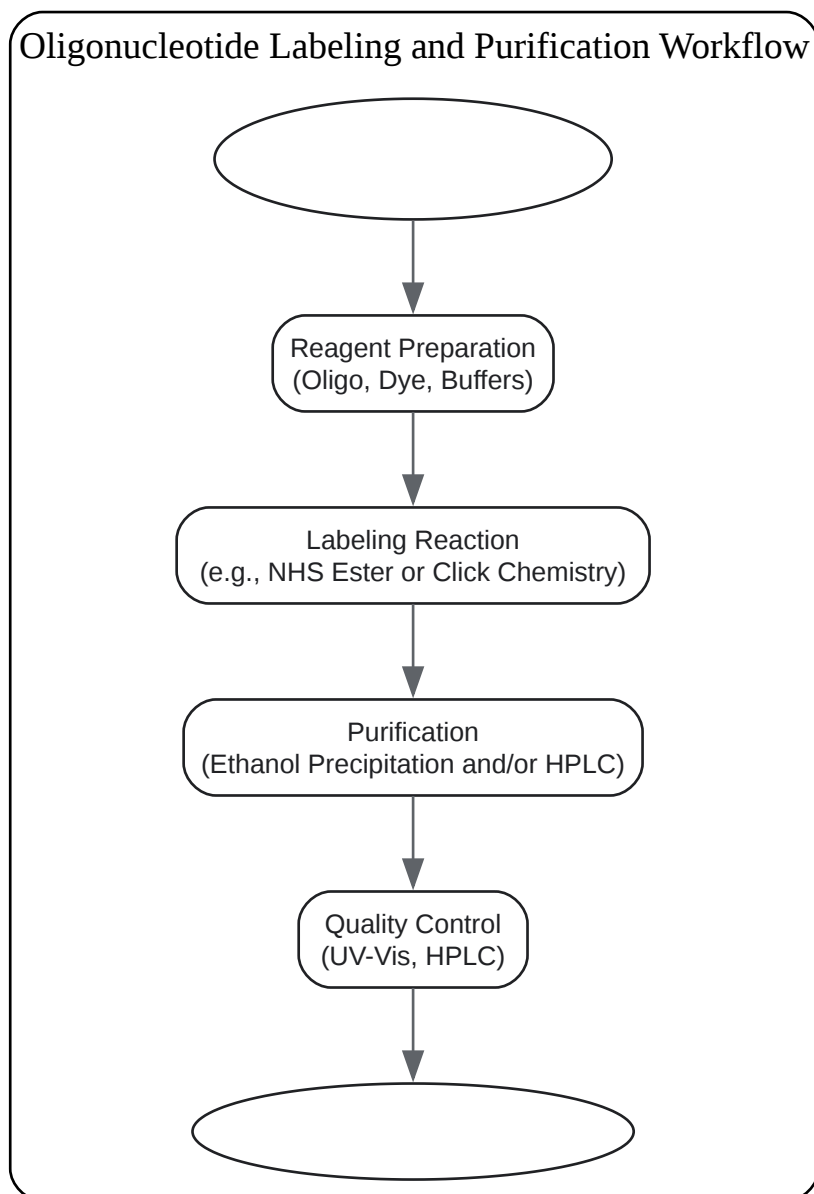 Oligonucleotide Labeling and Purification Workflow
Reagent Preparation
(Oligo, Dye, Buffers)
Labeling Reaction
(e.g., NHS Ester or Click Chemistry)
Purification
(Ethanol Precipitation and/or HPLC)
Quality Control
(UV-Vis, HPLC)